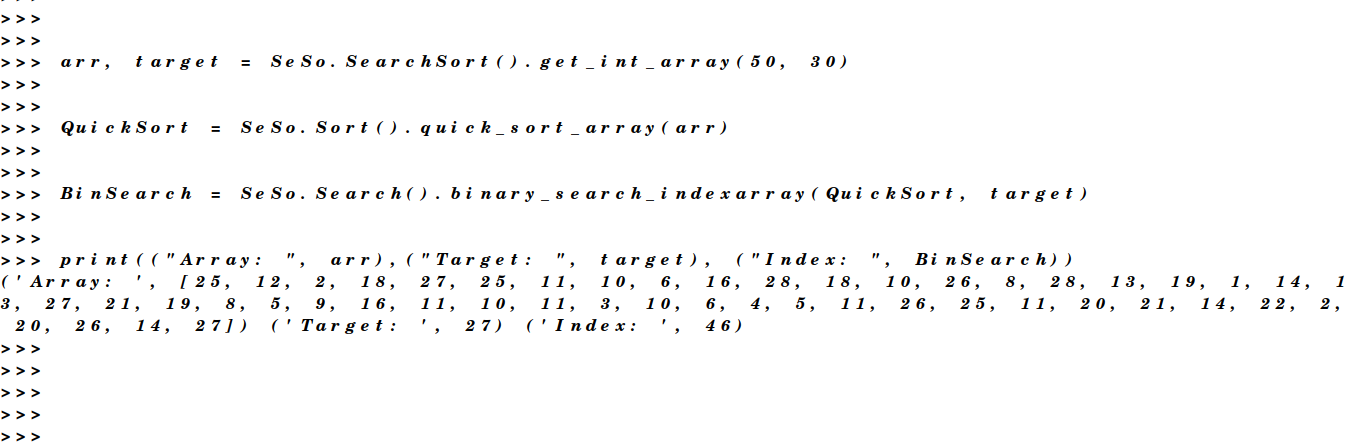 >>>
>>>
>>> arr, target = SeSo.SearchSort().get_int_array(50, 30)
>>>
>>>
>>> QuickSort = SeSo.Sort().quick_sort_array(arr)
>>>
>>>
>>> BinSearch = SeSo.Search().binary_search_indexarray(QuickSort, target)
>>>
>>>
>>> print(("Array: ", arr),("Target: ", target), ("Index: ", BinSearch))
('Array: ', [25, 12, 2, 18, 27, 25, 11, 10, 6, 16, 28, 18, 10, 26, 8, 28, 13, 19, 1, 14, 1
3, 27, 21, 19, 8, 5, 9, 16, 11, 10, 11, 3, 10, 6, 4, 5, 11, 26, 25, 11, 20, 21, 14, 22, 2,
 20, 26, 14, 27]) ('Target: ', 27) ('Index: ', 46)
>>>
>>>
>>>
>>>
>>>